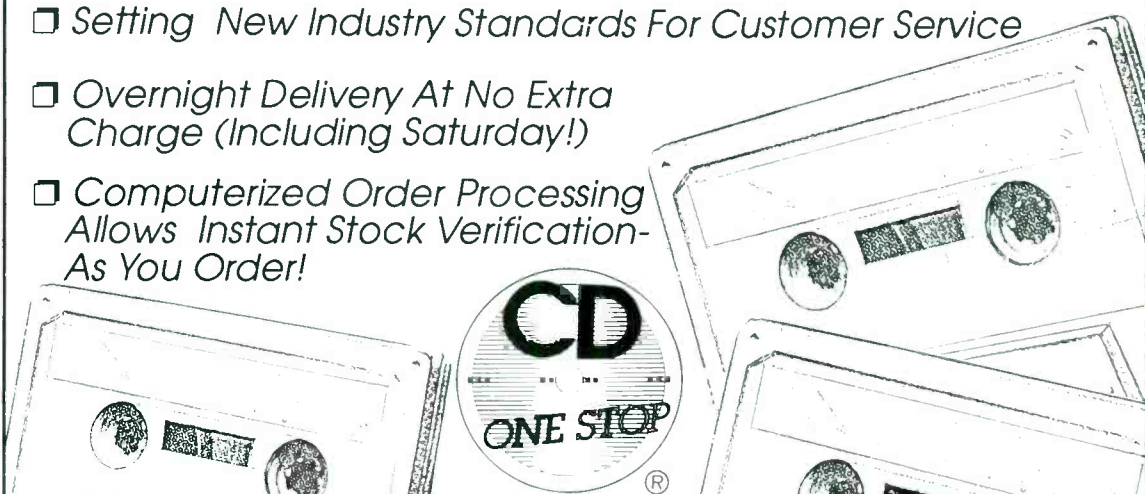 ❒ Setting New Industry Standards For Customer Service
❒ Overnight Delivery At No Extra
Charge (Including Saturday!)
❒ Computerized Order Processing
Allows Instant Stock Verification-
As You Order!
CD
ONE STOP
®